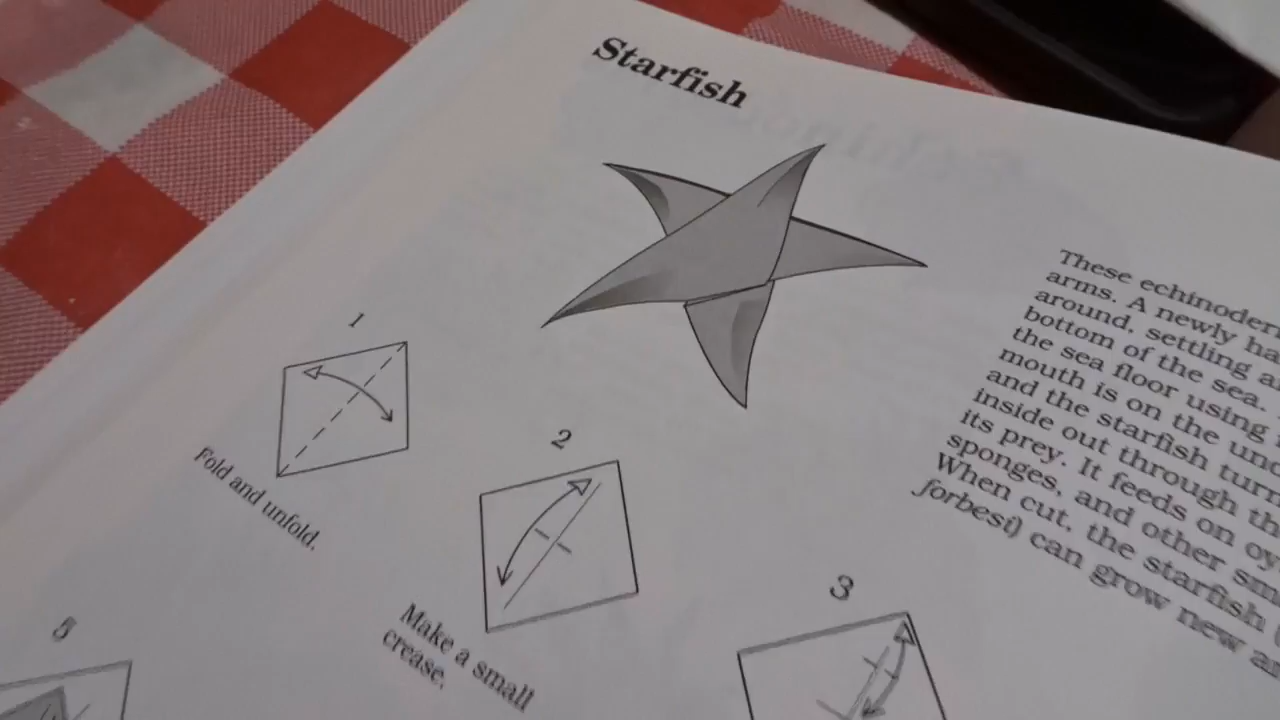 Starfish
These echinoder
arms. A newly ha
around, settling a
bottom of the sea.
the sea floor using
mouth is on the und
and the starfish turn
inside out through th
its prey. It feeds on oy
sponges, and other sm
When cut, the starfish (
forbesi) can grow new a
1
Fold and unfold.
2
Make a small
crease.
3
5